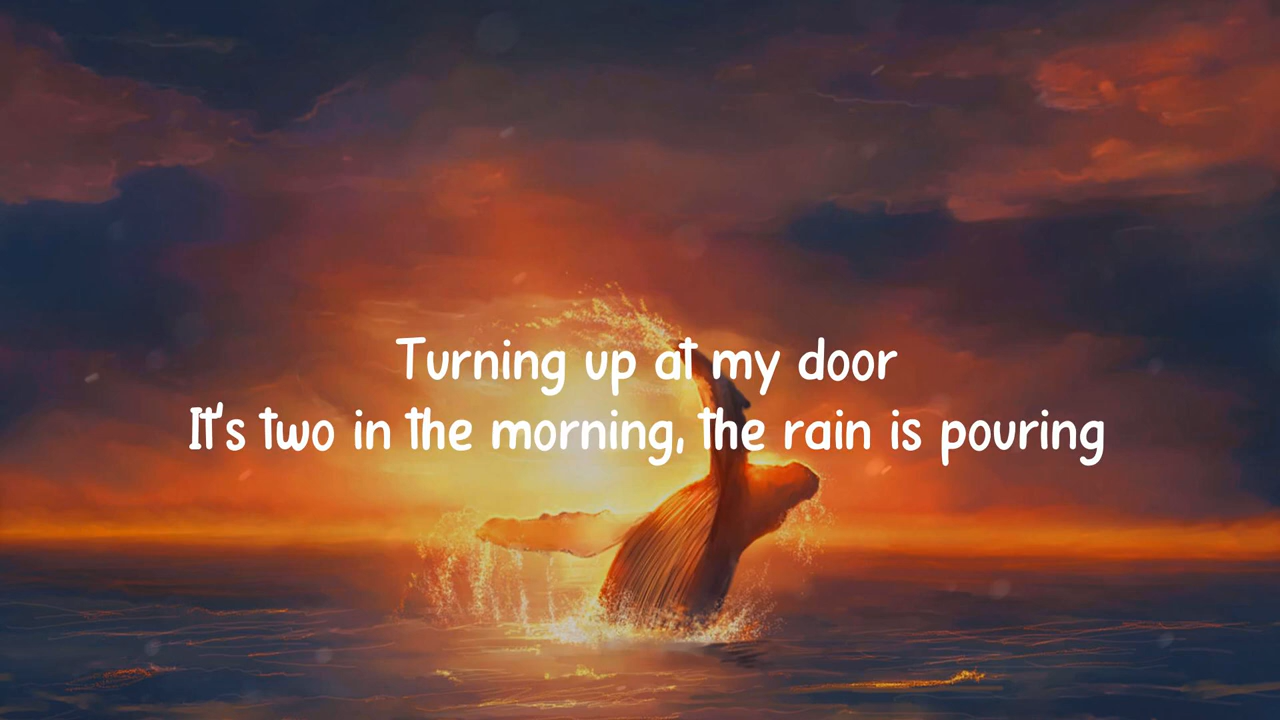 Turning up at my door
It's two in the morning, the rain is pouring